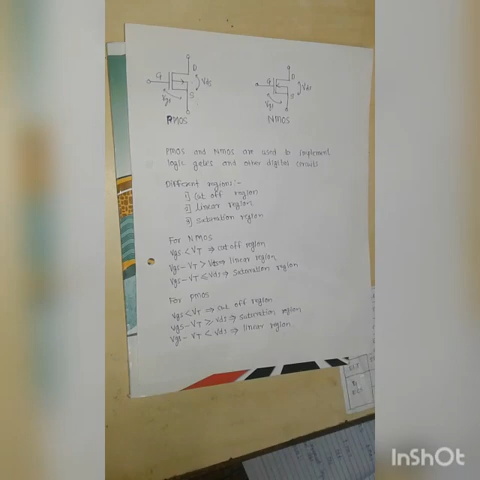 G D Vds Vgs S
PMOS
G D Vds Vgs S
NMOS
PMOS and NMOS are used to implement
logic gates and other digital circuits
Different regions:-
1) Cut off region
2) linear region
3) saturation region
For NMOS
Vgs < VT ⇒ cut off region
Vgs - VT > Vds ⇒ linear region
Vgs - VT ≤ Vds ⇒ saturation region
For pmos
Vgs < VT ⇒ cut off region
Vgs - VT ≥ Vds ⇒ saturation region
Vgs - VT < Vds ⇒ linear region
InShOt